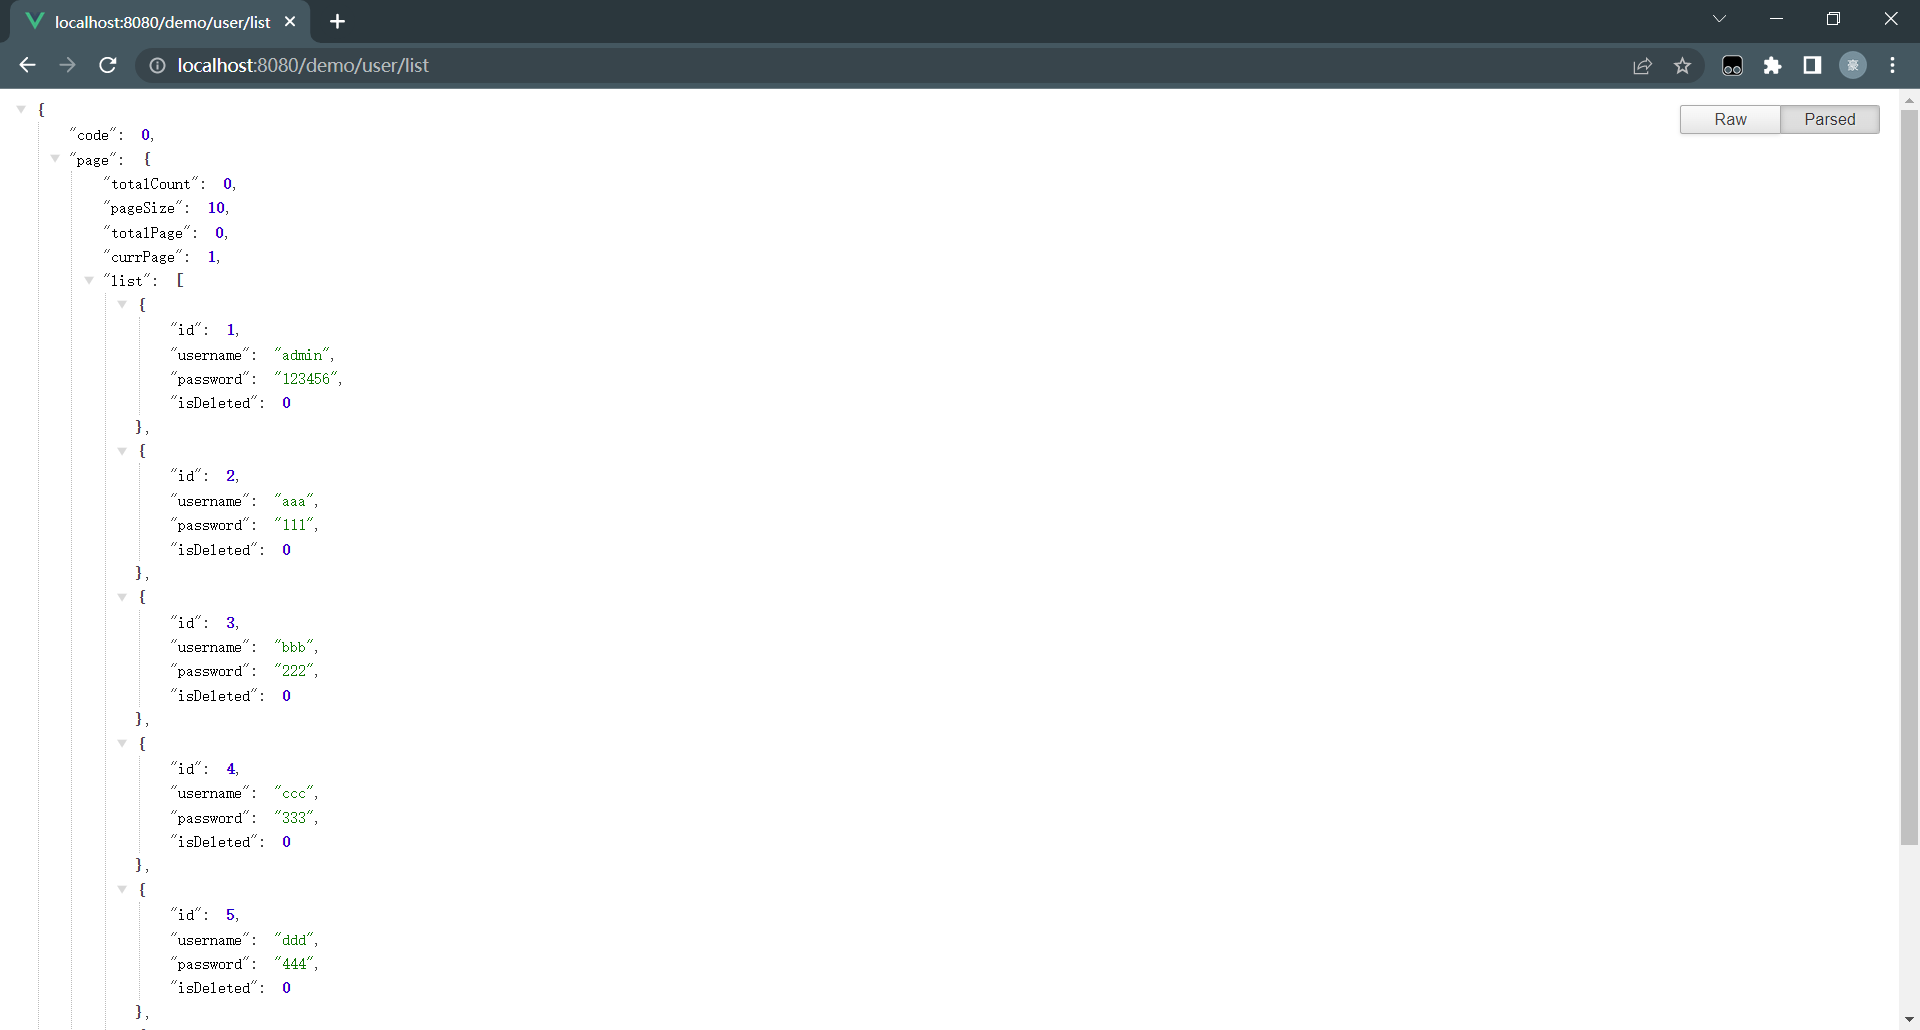 localhost:8080/demo/user/list
localhost:8080/demo/user/list
豪
Raw Parsed
{
"code": 0,
"page": {
"totalCount": 0,
"pageSize": 10,
"totalPage": 0,
"currPage": 1,
"list": [
{
"id": 1,
"username": "admin",
"password": "123456",
"isDeleted": 0
},
{
"id": 2,
"username": "aaa",
"password": "111",
"isDeleted": 0
},
{
"id": 3,
"username": "bbb",
"password": "222",
"isDeleted": 0
},
{
"id": 4,
"username": "ccc",
"password": "333",
"isDeleted": 0
},
{
"id": 5,
"username": "ddd",
"password": "444",
"isDeleted": 0
},